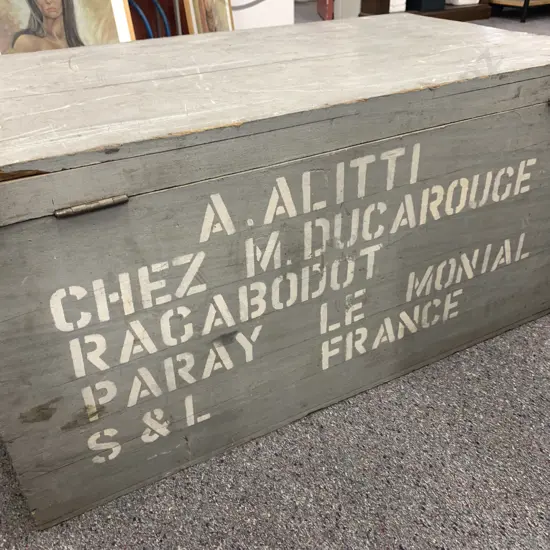 A. ALITTI
CHEZ M. DUCAROUGE
RAGABODOT
PARAY LE MONIAL
S & L FRANCE